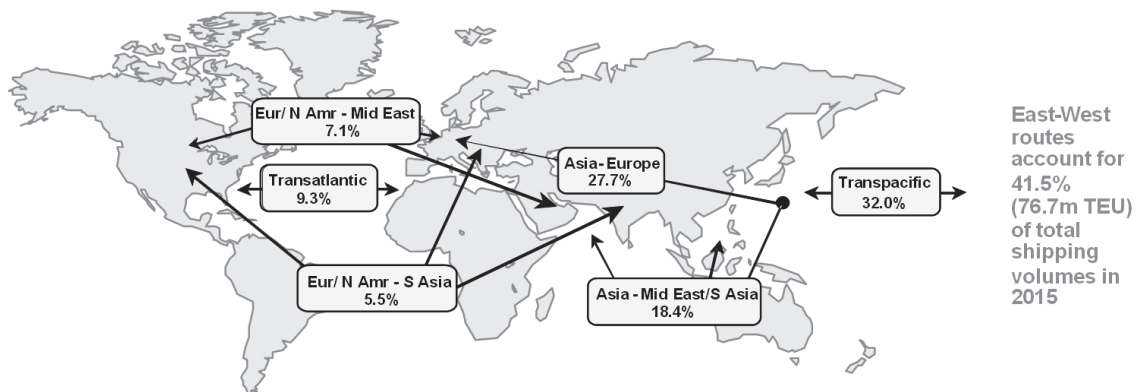 Eur/ N Amr - Mid East
7.1%
Transatlantic
9.3%
Eur/ N Amr - S Asia
5.5%
Asia- Europe
27.7%
Asia - Mid East/S Asia
18.4%
Transpacific
32.0%
East-West
routes
account for
41.5%
(76.7m TEU)
of total
shipping
volumes in
2015